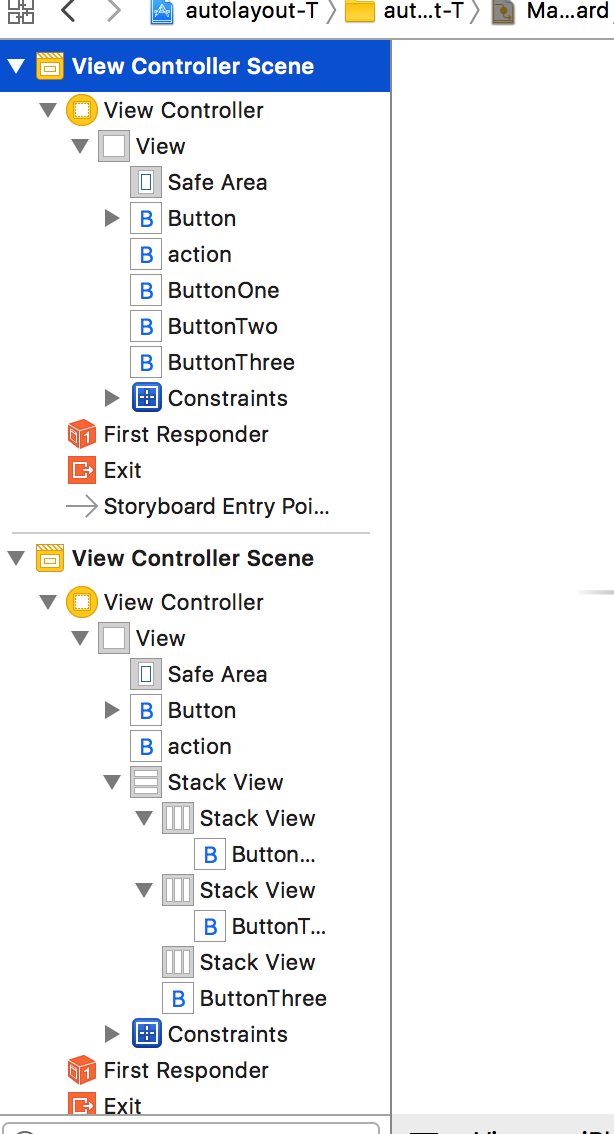 autolayout-T aut...t-T Ma...ard
View Controller Scene
View Controller
View
Safe Area
B Button
B action
B ButtonOne
B ButtonTwo
B ButtonThree
Constraints
First Responder
Exit
Storyboard Entry Poi...
View Controller Scene
View Controller
View
Safe Area
B Button
B action
Stack View
Stack View
B Button...
Stack View
B ButtonT...
Stack View
B ButtonThree
Constraints
First Responder
Exit